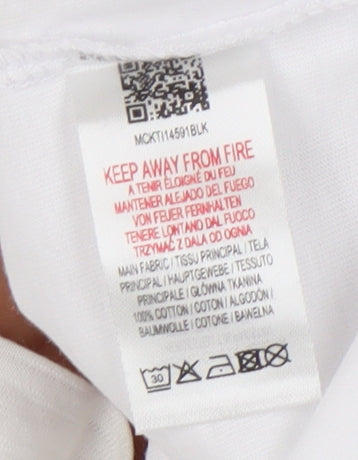 MCKTI14591BLK
KEEP AWAY FROM FIRE
A TENIR ÉLOIGNÉ DU FEU
MANTENER ALEJADO DEL FUEGO
VON FEUER FERNHALTEN
TENERE LONTANO DAL FUOCO
TRZYMAĆ Z DALA OD OGNIA
MAIN FABRIC / TISSU PRINCIPAL / TELA
PRINCIPAL / HAUPTGEWEBE / TESSUTO
PRINCIPALE / GŁÓWNA TKANINA
100% COTTON / COTON / ALGODÓN /
BAUMWOLLE / COTONE / BAWEŁNA
30